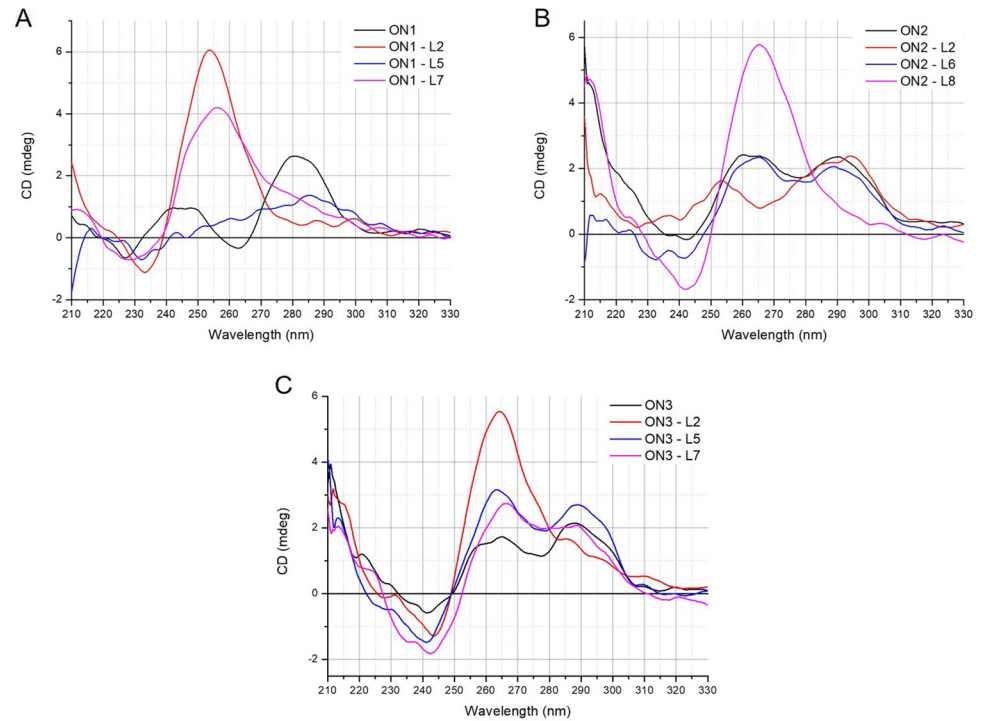 A
ON1
ON1 - L2
ON1 - L5
ON1 - L7
6
4
2
0
-2
CD (mdeg)
210 220 230 240 250 260 270 280 290 300 310 320 330
Wavelength (nm)
B
ON2
ON2 - L2
ON2 - L6
ON2 - L8
6
4
2
0
-2
CD (mdeg)
210 220 230 240 250 260 270 280 290 300 310 320 330
Wavelength (nm)
C
ON3
ON3 - L2
ON3 - L5
ON3 - L7
6
4
2
0
-2
CD (mdeg)
210 220 230 240 250 260 270 280 290 300 310 320 330
Wavelength (nm)